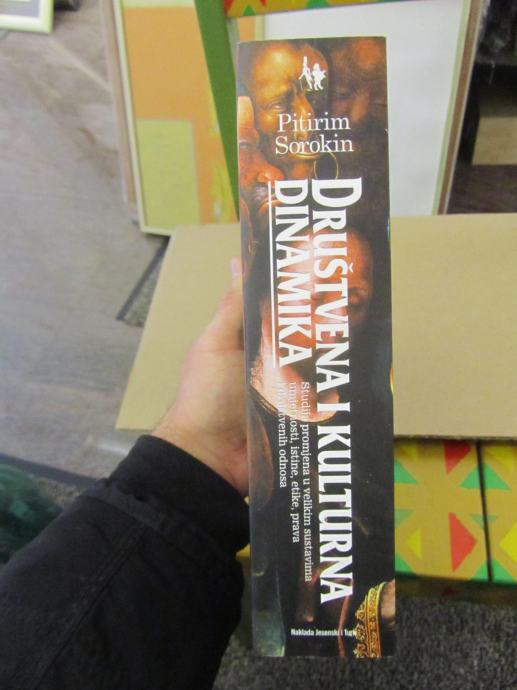 Pitirim
Sorokin
DRUŠTVENA I KULTURNA
DINAMIKA
Studija promjena u velikim sustavima
umjetnosti, istine, etike, prava
i društvenih odnosa
Naklada Jesenski i Turk